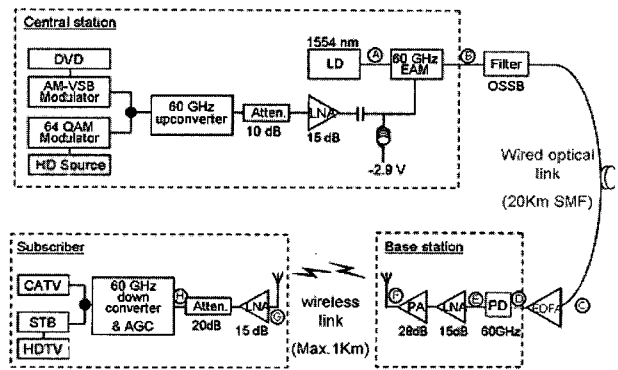 Central station
DVD
AM-VSB
Modulator
64 QAM
Modulator
HD Source
60 GHz
upconverter
Atten.
10 dB
LNA
15 dB
1554 nm
LD
A
60 GHz
EAM
B
Filter
OSSB
-2.9 V
Wired optical
link
(20Km SMF)
Subscriber
CATV
STB
HDTV
60 GHz
down
converter
& AGC
H
Atten.
20dB
LNA
15 dB
G
wireless
link
(Max.1Km)
Base station
F
PA
28dB
LNA
15dB
E
PD
60GHz
D
EDFA
C